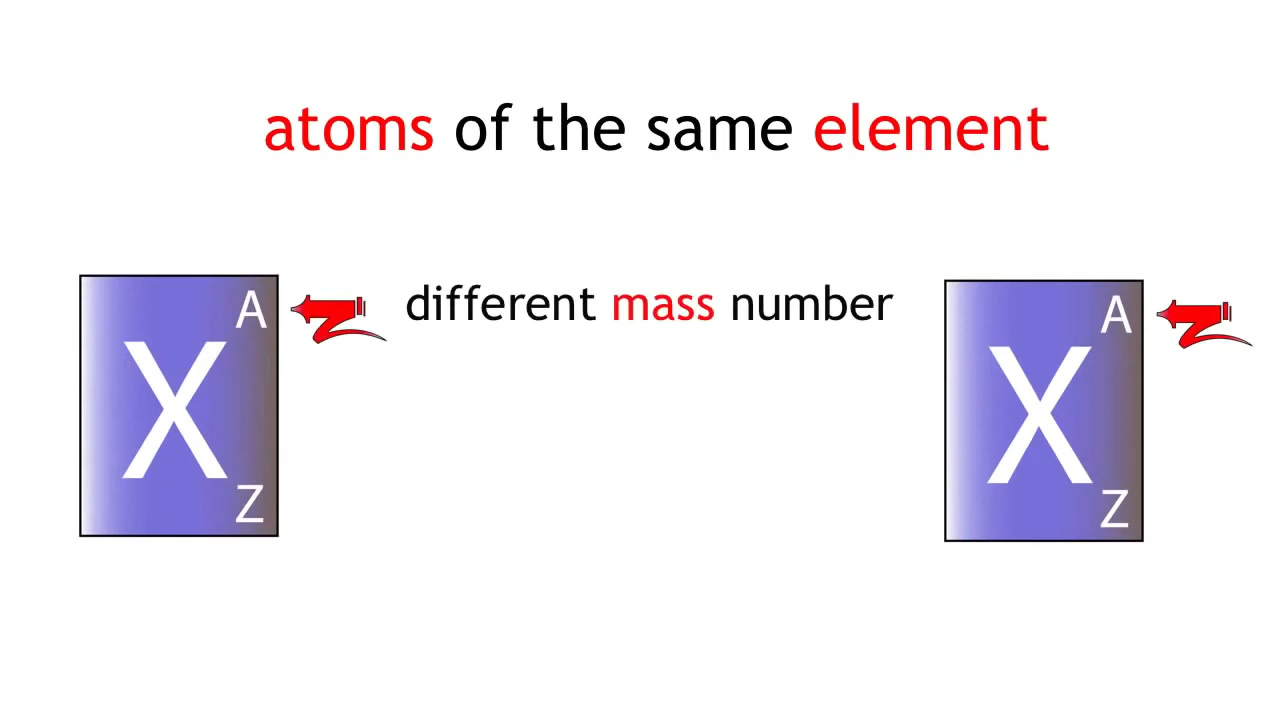 atoms of the same element
A
different mass number
A
X
X
Z
Z